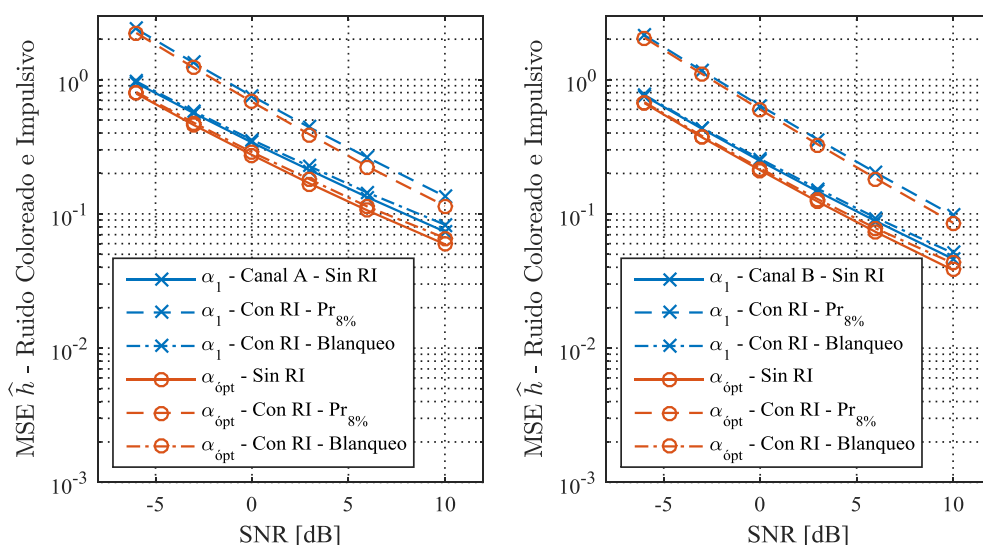 MSE ĥ - Ruido Coloreado e Impulsivo
10⁰
10⁻¹
10⁻²
10⁻³
α₁ - Canal A - Sin RI
α₁ - Con RI - Pr₈%
α₁ - Con RI - Blanqueo
αópt - Sin RI
αópt - Con RI - Pr₈%
αópt - Con RI - Blanqueo
-5 0 5 10
SNR [dB]
MSE ĥ - Ruido Coloreado e Impulsivo
10⁰
10⁻¹
10⁻²
10⁻³
α₁ - Canal B - Sin RI
α₁ - Con RI - Pr₈%
α₁ - Con RI - Blanqueo
αópt - Sin RI
αópt - Con RI - Pr₈%
αópt - Con RI - Blanqueo
-5 0 5 10
SNR [dB]